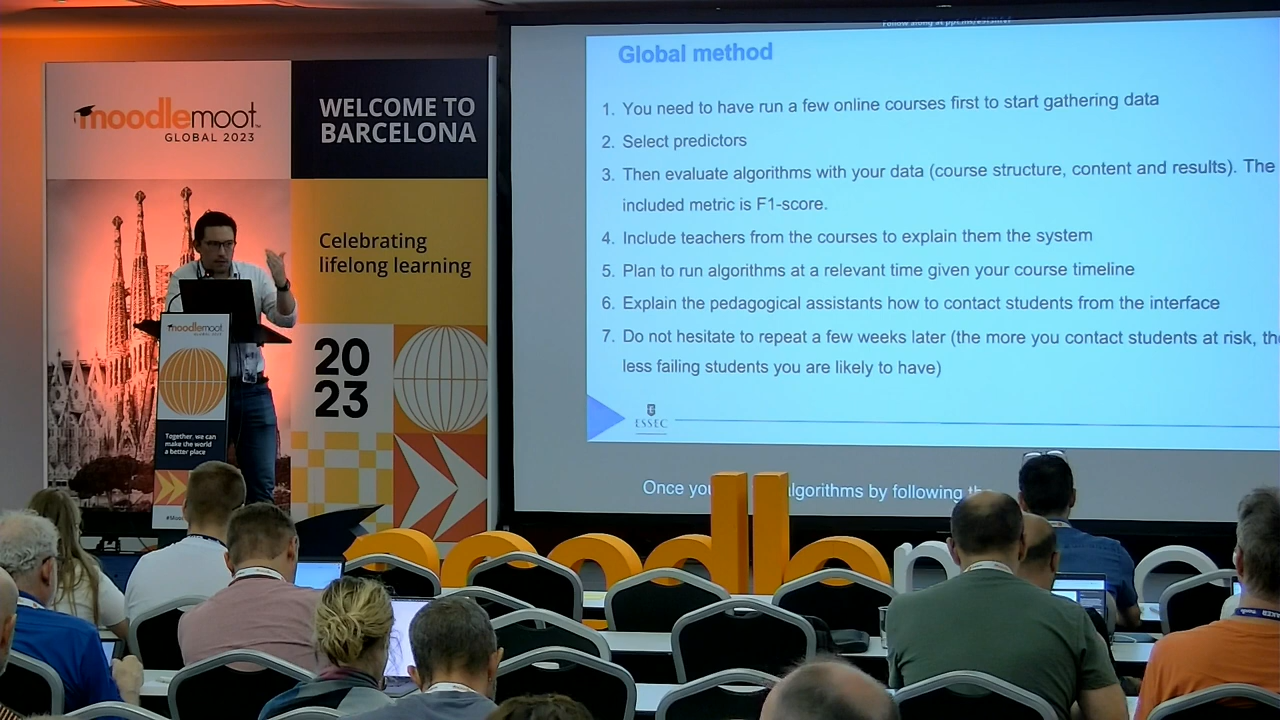 Follow along at
Global method
1. You need to have run a few online courses first to start gathering data
2. Select predictors
3. Then evaluate algorithms with your data (course structure, content and results). The
included metric is F1-score.
4. Include teachers from the courses to explain them the system
5. Plan to run algorithms at a relevant time given your course timeline
6. Explain the pedagogical assistants how to contact students from the interface
7. Do not hesitate to repeat a few weeks later (the more you contact students at risk, the
less failing students you are likely to have)
ESSEC
Once you algorithms by following
moodlemoot
GLOBAL 2023
WELCOME TO
BARCELONA
Celebrating
lifelong learning
20
23
moodlemoot
GLOBAL 2023
Together, we can
make the world
a better place
moodlemoot